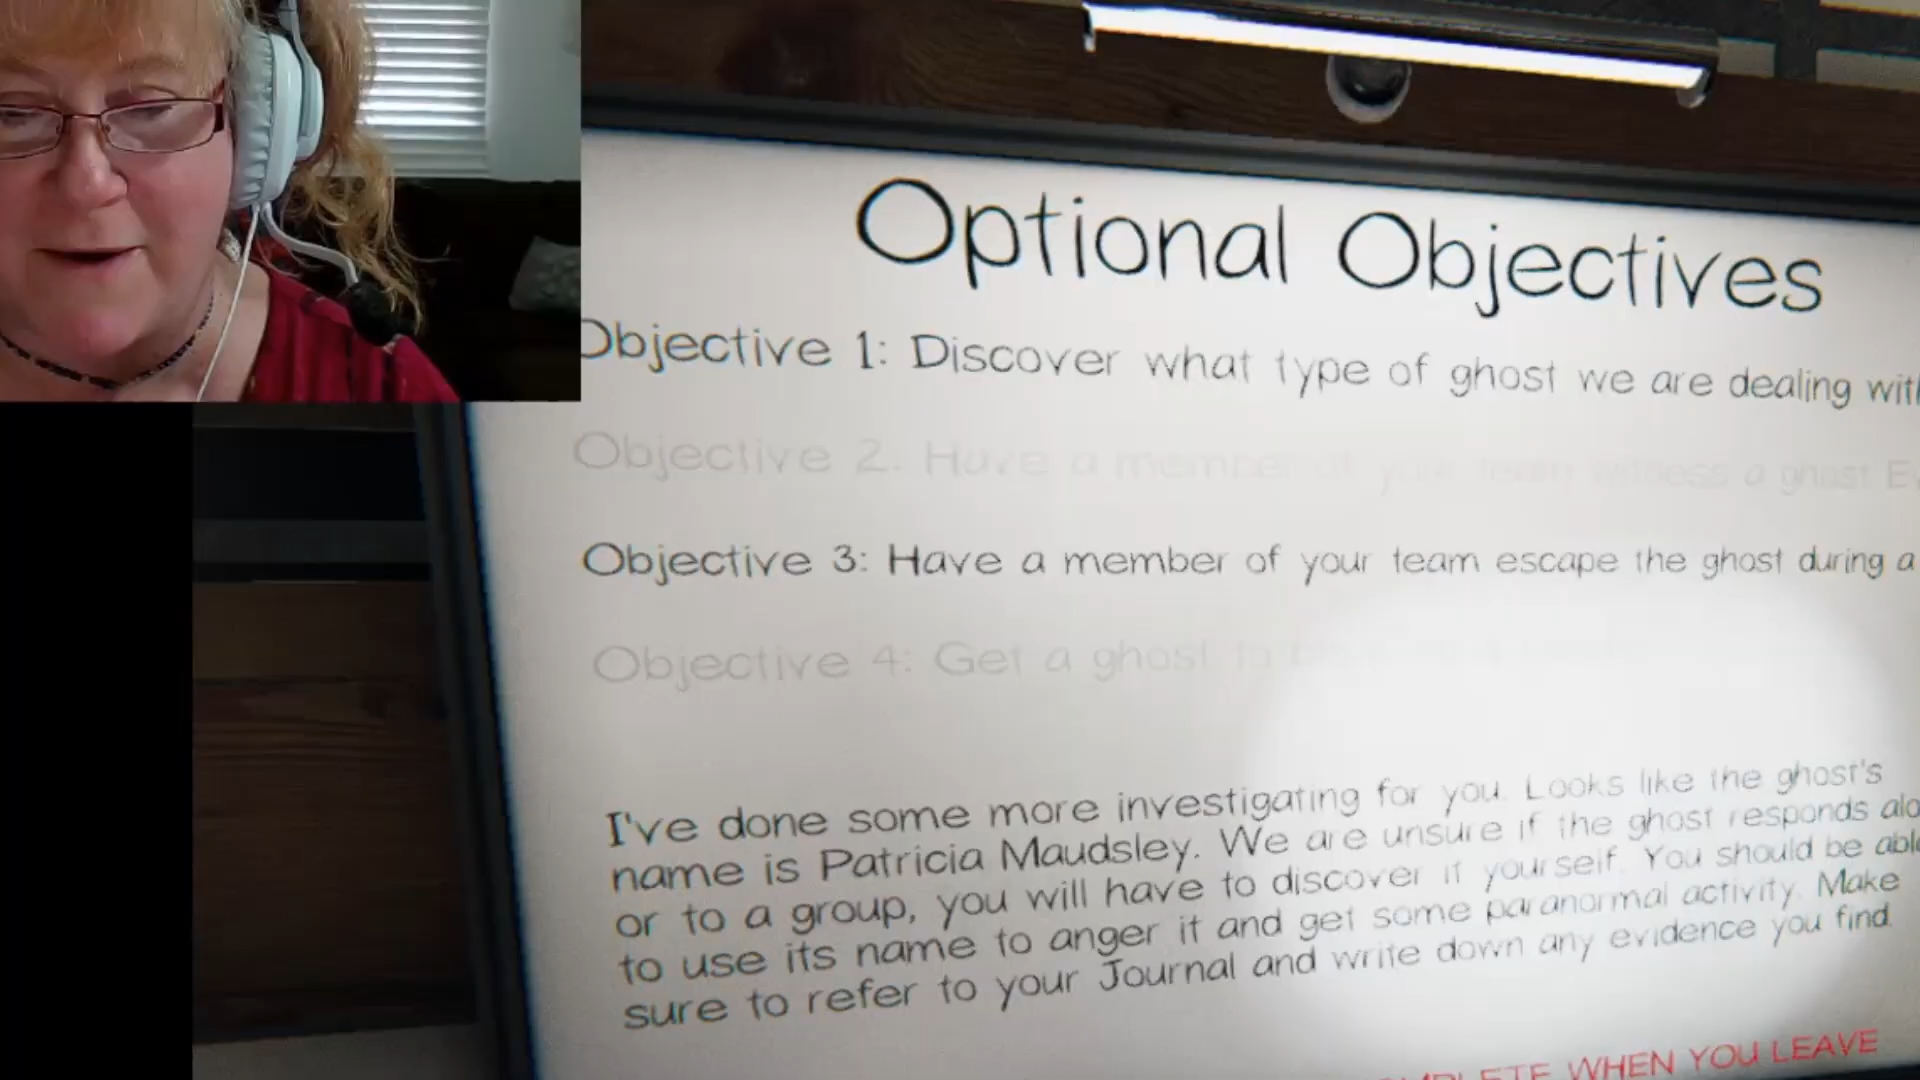 Optional Objectives
Objective 1: Discover what type of ghost we are dealing with
Objective 2: Have a member of your team witness a ghost Ev
Objective 3: Have a member of your team escape the ghost during a
Objective 4: Get a ghost to
I've done some more investigating for you. Looks like the ghost's
name is Patricia Maudsley. We are unsure if the ghost responds alo
or to a group, you will have to discover it yourself. You should be able
to use its name to anger it and get some paranormal activity. Make
sure to refer to your Journal and write down any evidence you find.
WHEN YOU LEAVE